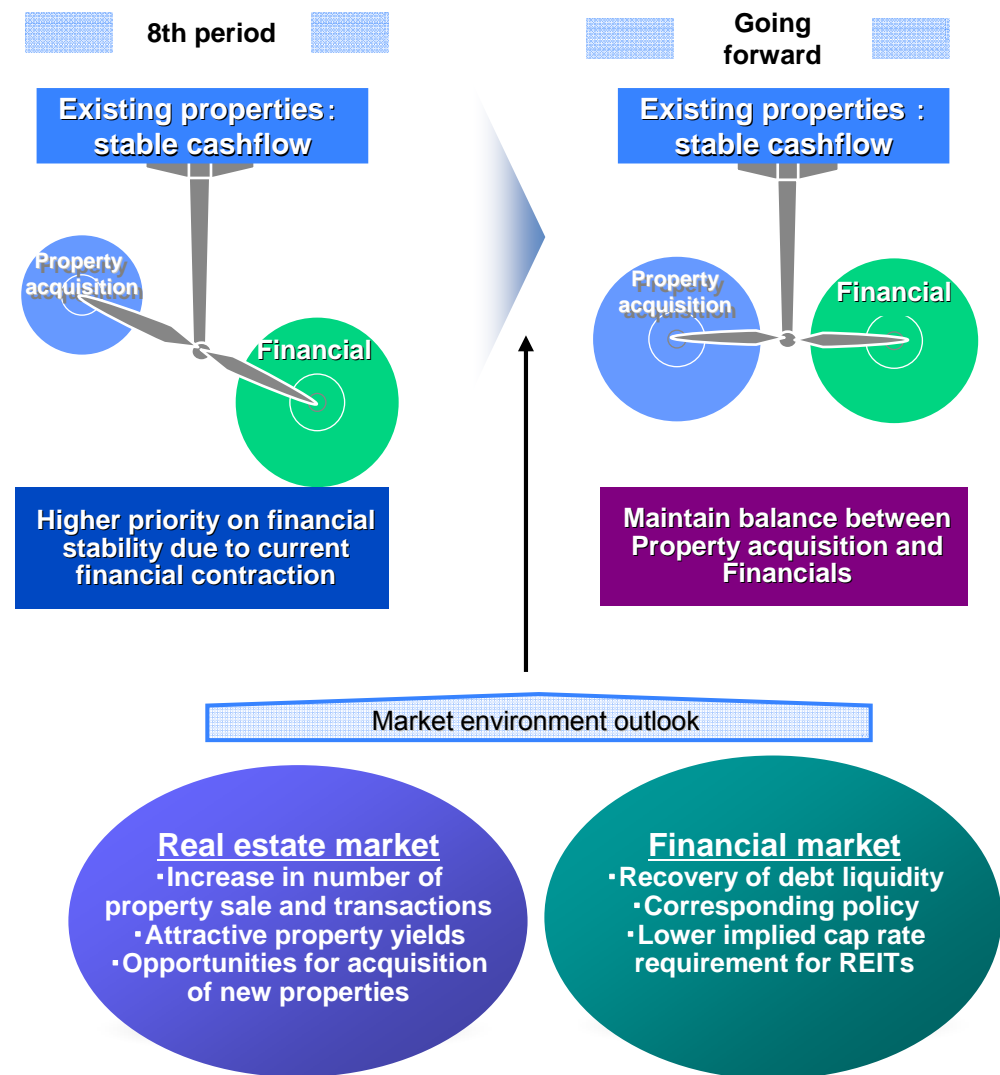 8th period
Going
forward
Existing properties:
stable cashflow
Existing properties :
stable cashflow
Property
acquisition
Financial
Property
acquisition
Financial
Higher priority on financial
stability due to current
financial contraction
Maintain balance between
Property acquisition and
Financials
Market environment outlook
Real estate market
・Increase in number of
property sale and transactions
・Attractive property yields
・Opportunities for acquisition
of new properties
Financial market
・Recovery of debt liquidity
・Corresponding policy
・Lower implied cap rate
requirement for REITs